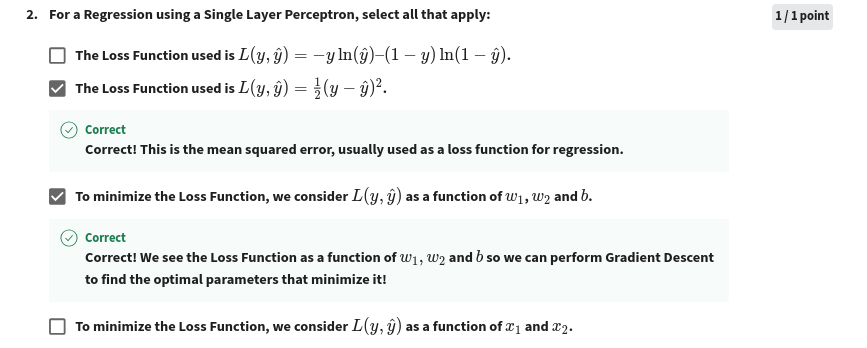 2. For a Regression using a Single Layer Perceptron, select all that apply:
1 / 1 point
The Loss Function used is L(y, ŷ) = −y ln(ŷ)–(1 − y) ln(1 − ŷ).
The Loss Function used is L(y, ŷ) = ½(y − ŷ)².
Correct
Correct! This is the mean squared error, usually used as a loss function for regression.
To minimize the Loss Function, we consider L(y, ŷ) as a function of w₁, w₂ and b.
Correct
Correct! We see the Loss Function as a function of w₁, w₂ and b so we can perform Gradient Descent
to find the optimal parameters that minimize it!
To minimize the Loss Function, we consider L(y, ŷ) as a function of x₁ and x₂.